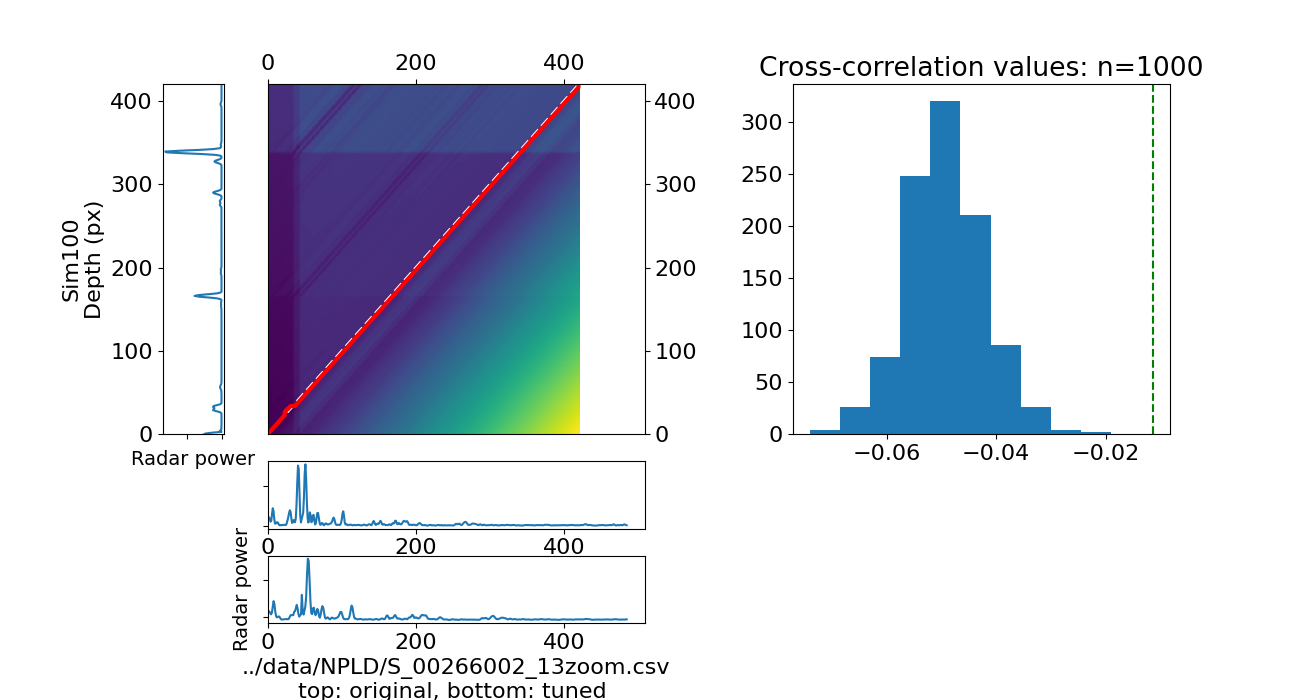 0 200 400
Cross-correlation values: n=1000
400
300
200
100
0
Sim100
Depth (px)
Radar power
400
300
200
100
0
300
250
200
150
100
50
0
−0.06 −0.04 −0.02
0 200 400
Radar power
0 200 400
../data/NPLD/S_00266002_13zoom.csv
top: original, bottom: tuned